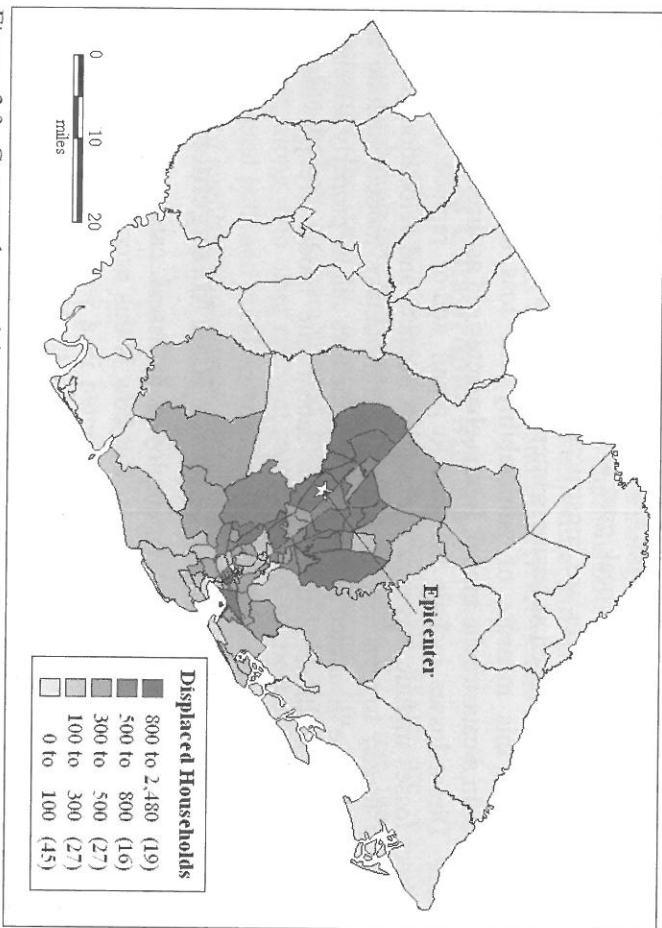 Epicenter
0 10 20
miles
Displaced Households
800 to 2,480 (19)
500 to 800 (16)
300 to 500 (27)
100 to 300 (27)
0 to 100 (45)